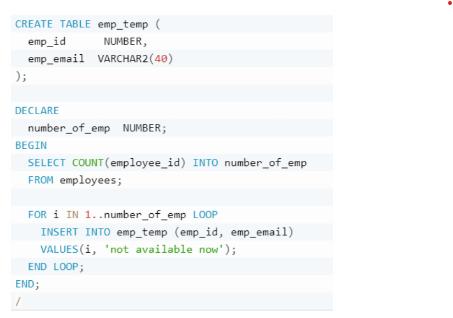 CREATE TABLE emp_temp (
  emp_id      NUMBER,
  emp_email  VARCHAR2(40)
);

DECLARE
  number_of_emp  NUMBER;
BEGIN
  SELECT COUNT(employee_id) INTO number_of_emp
  FROM employees;

  FOR i IN 1..number_of_emp LOOP
    INSERT INTO emp_temp (emp_id, emp_email)
    VALUES(i, 'not available now');
  END LOOP;
END;
/